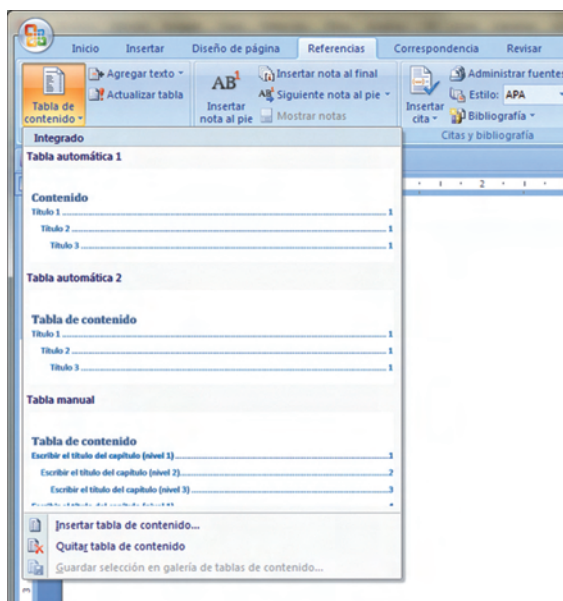 Inicio Insertar Diseño de página Referencias Correspondencia Revisar
Tabla de contenido
Agregar texto
Actualizar tabla
AB¹
Insertar nota al pie
Insertar nota al final
Siguiente nota al pie
Mostrar notas
Insertar cita
Administrar fuentes
Estilo: APA
Bibliografía
Citas y bibliografía
Integrado
Tabla automática 1
Contenido
Título 1 1
Título 2 1
Título 3 1
Tabla automática 2
Tabla de contenido
Título 1 1
Título 2 1
Título 3 1
Tabla manual
Tabla de contenido
Escribir el título del capítulo (nivel 1) 1
Escribir el título del capítulo (nivel 2) 2
Escribir el título del capítulo (nivel 3) 3
Insertar tabla de contenido...
Quitar tabla de contenido
Guardar selección en galería de tablas de contenido...
1 2 1
3